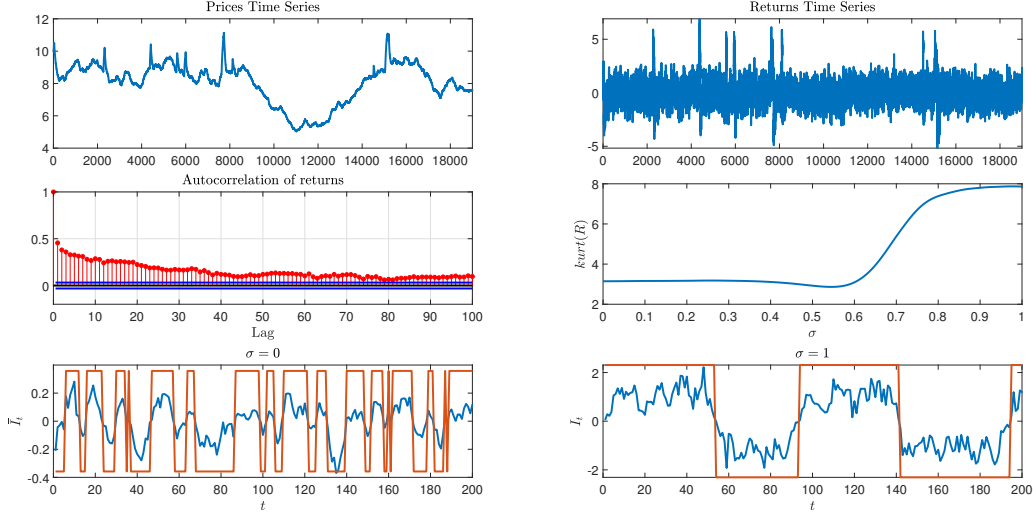 Prices Time Series
12
10
8
6
4
0 2000 4000 6000 8000 10000 12000 14000 16000 18000
Returns Time Series
5
0
-5
0 2000 4000 6000 8000 10000 12000 14000 16000 18000
Autocorrelation of returns
1
0.5
0
0 10 20 30 40 50 60 70 80 90 100
Lag
8
6
4
2
kurt(R)
0 0.1 0.2 0.3 0.4 0.5 0.6 0.7 0.8 0.9 1
σ
σ = 0
0.2
0
-0.2
-0.4
I̅_t
0 20 40 60 80 100 120 140 160 180 200
t
σ = 1
2
0
-2
I_t
0 20 40 60 80 100 120 140 160 180 200
t